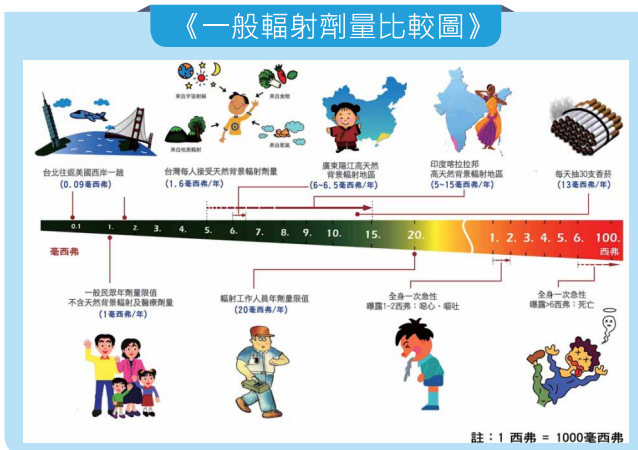 《一般輻射劑量比較圖》
來自宇宙射線
來自食物
來自地表輻射
來自氡氣
台北往返美國西岸一趟
(0.09毫西弗)
台灣每人接受天然背景輻射劑量
(1.6毫西弗/年)
廣東陽江高天然
背景輻射地區
(6~6.5毫西弗/年)
印度喀拉拉邦
高天然背景輻射地區
(5~15毫西弗/年)
每天抽30支香菸
(13毫西弗/年)
0.1
1.
2.
3.
4.
5.
6.
7.
8.
9.
10.
15.
20.
1.
2.
3.
4.
5.
6.
100.
毫西弗
西弗
一般民眾年劑量限值
不含天然背景輻射及醫療劑量
(1毫西弗/年)
輻射工作人員年劑量限值
(20毫西弗/年)
全身一次急性
曝露1~2西弗：噁心、嘔吐
全身一次急性
曝露>6西弗：死亡
註：1 西弗 = 1000毫西弗